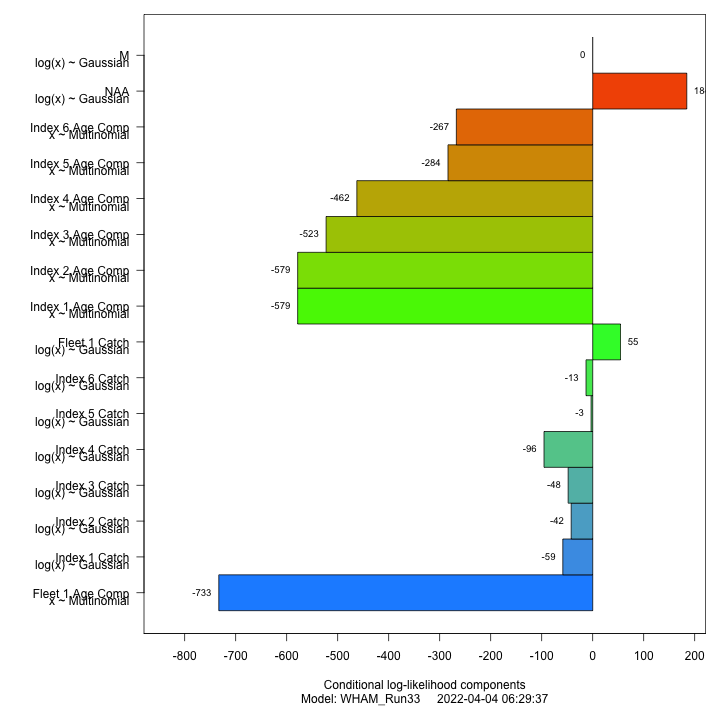 M
log(x) ~ Gaussian
0
NAA
log(x) ~ Gaussian
Index 6 Age Comp
x ~ Multinomial
-267
Index 5 Age Comp
x ~ Multinomial
-284
Index 4 Age Comp
x ~ Multinomial
-462
Index 3 Age Comp
x ~ Multinomial
-523
Index 2 Age Comp
x ~ Multinomial
-579
Index 1 Age Comp
x ~ Multinomial
-579
Fleet 1 Catch
log(x) ~ Gaussian
55
Index 6 Catch
log(x) ~ Gaussian
-13
Index 5 Catch
log(x) ~ Gaussian
-3
Index 4 Catch
log(x) ~ Gaussian
-96
Index 3 Catch
log(x) ~ Gaussian
-48
Index 2 Catch
log(x) ~ Gaussian
-42
Index 1 Catch
log(x) ~ Gaussian
-59
Fleet 1 Age Comp
x ~ Multinomial
-733
-800 -700 -600 -500 -400 -300 -200 -100 0 100 200
Conditional log-likelihood components
Model: WHAM_Run33 2022-04-04 06:29:37